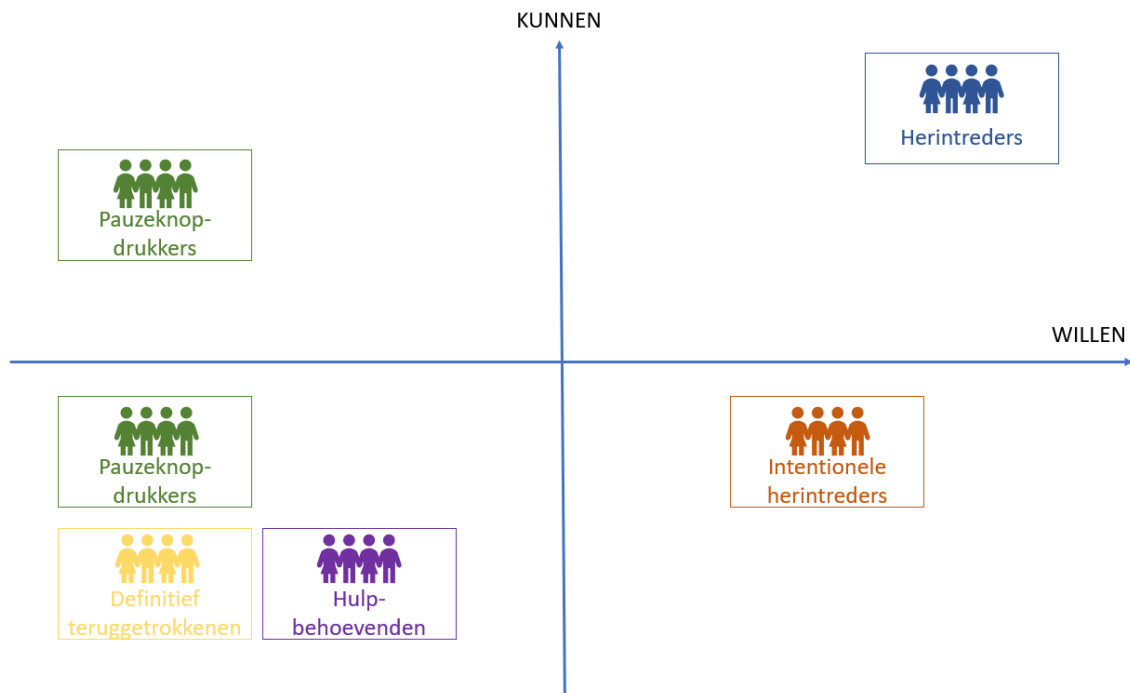 KUNNEN
Herintreders
Pauzeknop-
drukkers
WILLEN
Pauzeknop-
drukkers
Intentionele
herintreders
Definitief
teruggetrokkenen
Hulp-
behoevenden